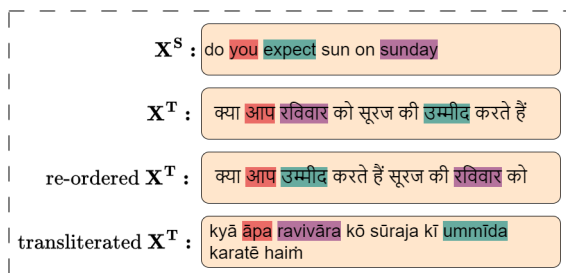 X^S : do you expect sun on sunday
X^T : क्या आप रविवार को सूरज की उम्मीद करते हैं
re-ordered X^T : क्या आप उम्मीद करते हैं सूरज की रविवार को
transliterated X^T : kyā āpa ravivāra kō sūraja kī ummīda
karatē haiṁ